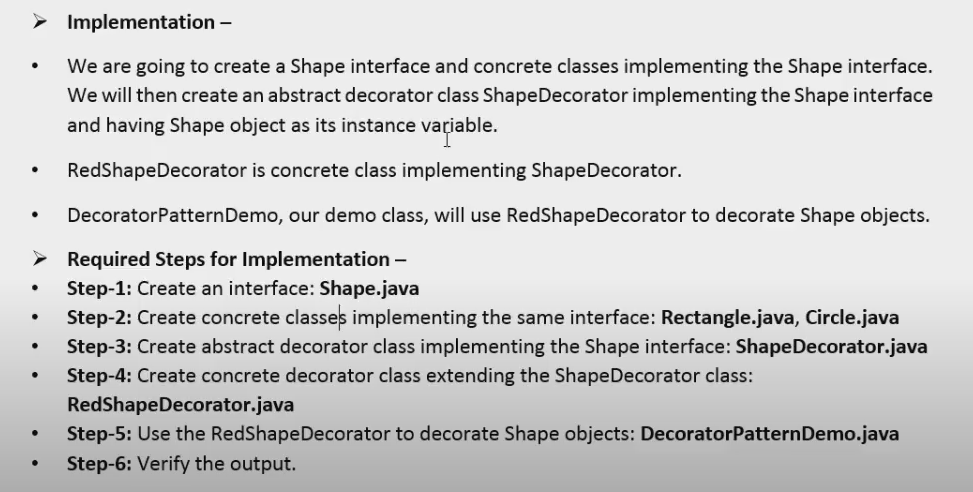 ➤ Implementation –
• We are going to create a Shape interface and concrete classes implementing the Shape interface.
We will then create an abstract decorator class ShapeDecorator implementing the Shape interface
and having Shape object as its instance variable.
• RedShapeDecorator is concrete class implementing ShapeDecorator.
• DecoratorPatternDemo, our demo class, will use RedShapeDecorator to decorate Shape objects.
➤ Required Steps for Implementation –
• Step-1: Create an interface: Shape.java
• Step-2: Create concrete classes implementing the same interface: Rectangle.java, Circle.java
• Step-3: Create abstract decorator class implementing the Shape interface: ShapeDecorator.java
• Step-4: Create concrete decorator class extending the ShapeDecorator class:
RedShapeDecorator.java
• Step-5: Use the RedShapeDecorator to decorate Shape objects: DecoratorPatternDemo.java
• Step-6: Verify the output.